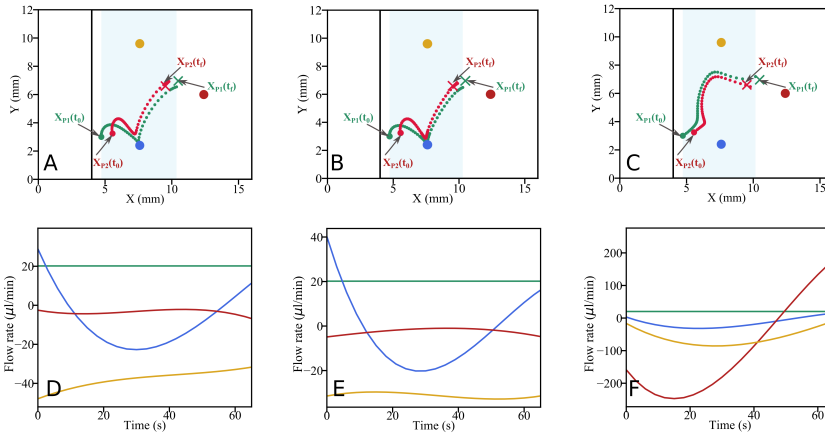 12
10
8
6
4
2
0
Y (mm)
X_P2(t_f)
X_P1(t_f)
X_P1(t_0)
X_P2(t_0)
A
0
5
10
15
X (mm)
12
10
8
6
4
2
0
Y (mm)
X_P2(t_f)
X_P1(t_f)
X_P1(t_0)
X_P2(t_0)
B
0
5
10
15
X (mm)
12
10
8
6
4
2
0
Y (mm)
X_P2(t_f)
X_P1(t_f)
X_P1(t_0)
X_P2(t_0)
C
0
5
10
15
X (mm)
20
0
−20
−40
Flow rate (μl/min)
D
0
20
40
60
Time (s)
40
20
0
−20
Flow rate (μl/min)
E
0
20
40
60
Time (s)
200
100
0
−100
−200
Flow rate (μl/min)
F
0
20
40
60
Time (s)